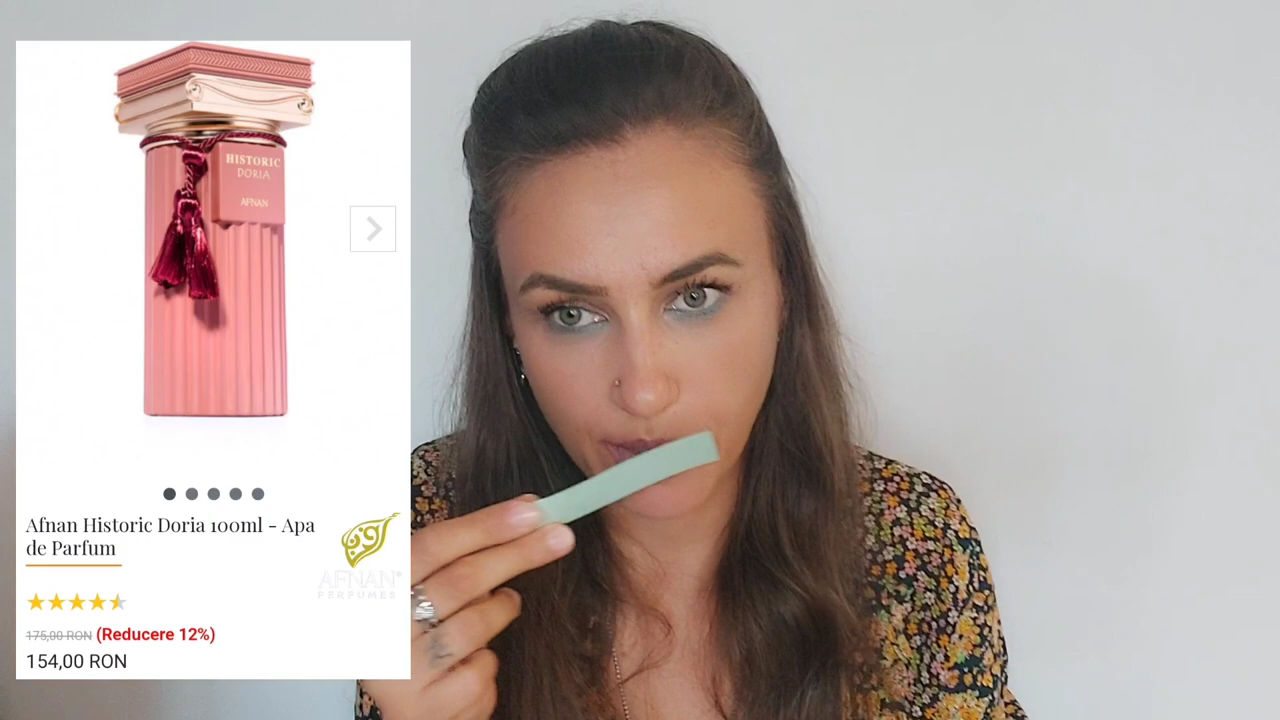 HISTORIC
DORIA
AFNAN
Afnan Historic Doria 100ml - Apa
de Parfum
AFNAN®
PERFUMES
175,00 RON (Reducere 12%)
154,00 RON